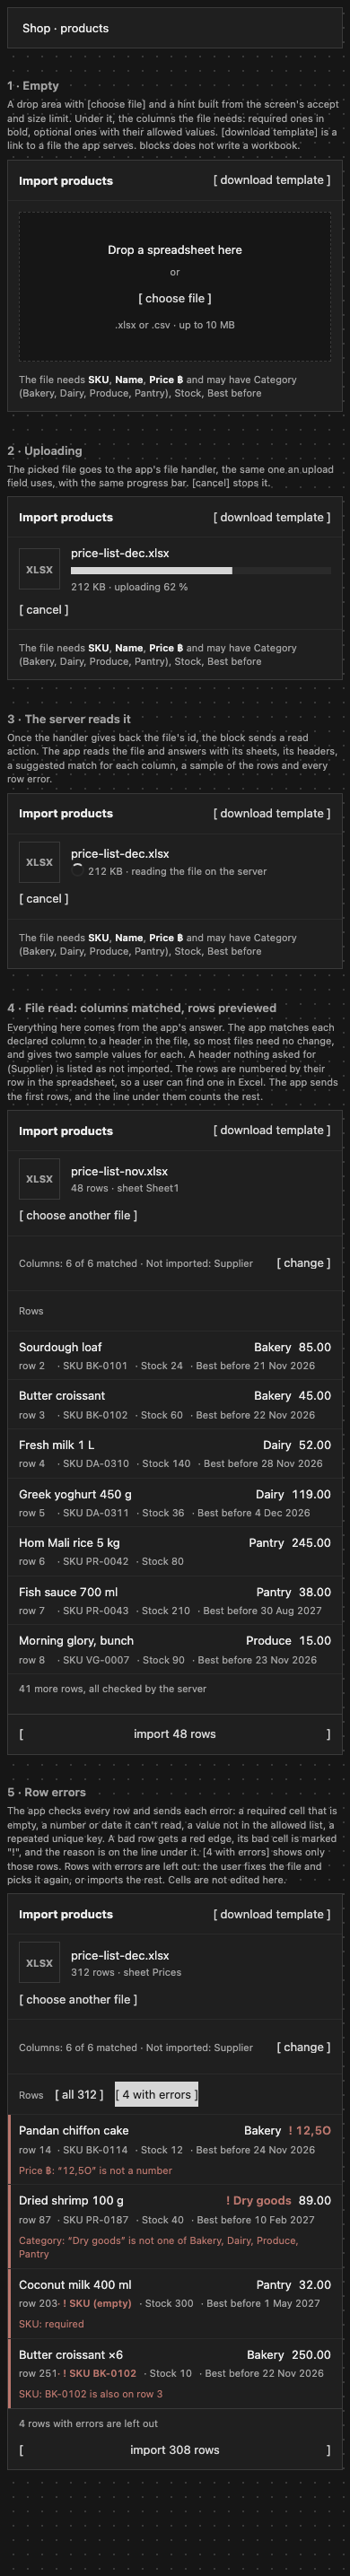 Shop · products
1 · Empty
A drop area with [choose file] and a hint built from the screen's accept
and size limit. Under it, the columns the file needs: required ones in
bold, optional ones with their allowed values. [download template] is a
link to a file the app serves. blocks does not write a workbook.
Import products [ download template ]
Drop a spreadsheet here
or
[ choose file ]
.xlsx or .csv · up to 10 MB
The file needs SKU, Name, Price ฿ and may have Category
(Bakery, Dairy, Produce, Pantry), Stock, Best before
2 · Uploading
The picked file goes to the app's file handler, the same one an upload
field uses, with the same progress bar. [cancel] stops it.
Import products [ download template ]
XLSX
price-list-dec.xlsx
212 KB · uploading 62 %
[ cancel ]
The file needs SKU, Name, Price ฿ and may have Category
(Bakery, Dairy, Produce, Pantry), Stock, Best before
3 · The server reads it
Once the handler gives back the file's id, the block sends a read
action. The app reads the file and answers with its sheets, its headers,
a suggested match for each column, a sample of the rows and every
row error.
Import products [ download template ]
XLSX
price-list-dec.xlsx
212 KB · reading the file on the server
[ cancel ]
The file needs SKU, Name, Price ฿ and may have Category
(Bakery, Dairy, Produce, Pantry), Stock, Best before
4 · File read: columns matched, rows previewed
Everything here comes from the app's answer. The app matches each
declared column to a header in the file, so most files need no change,
and gives two sample values for each. A header nothing asked for
(Supplier) is listed as not imported. The rows are numbered by their
row in the spreadsheet, so a user can find one in Excel. The app sends
the first rows, and the line under them counts the rest.
Import products [ download template ]
XLSX
price-list-nov.xlsx
48 rows · sheet Sheet1
[ choose another file ]
Columns: 6 of 6 matched · Not imported: Supplier [ change ]
Rows
Sourdough loaf Bakery 85.00
row 2 · SKU BK-0101 · Stock 24 · Best before 21 Nov 2026
Butter croissant Bakery 45.00
row 3 · SKU BK-0102 · Stock 60 · Best before 22 Nov 2026
Fresh milk 1 L Dairy 52.00
row 4 · SKU DA-0310 · Stock 140 · Best before 28 Nov 2026
Greek yoghurt 450 g Dairy 119.00
row 5 · SKU DA-0311 · Stock 36 · Best before 4 Dec 2026
Hom Mali rice 5 kg Pantry 245.00
row 6 · SKU PR-0042 · Stock 80
Fish sauce 700 ml Pantry 38.00
row 7 · SKU PR-0043 · Stock 210 · Best before 30 Aug 2027
Morning glory, bunch Produce 15.00
row 8 · SKU VG-0007 · Stock 90 · Best before 23 Nov 2026
41 more rows, all checked by the server
[ import 48 rows ]
5 · Row errors
The app checks every row and sends each error: a required cell that is
empty, a number or date it can't read, a value not in the allowed list, a
repeated unique key. A bad row gets a red edge, its bad cell is marked
"!", and the reason is on the line under it. [4 with errors] shows only
those rows. Rows with errors are left out: the user fixes the file and
picks it again, or imports the rest. Cells are not edited here.
Import products [ download template ]
XLSX
price-list-dec.xlsx
312 rows · sheet Prices
[ choose another file ]
Columns: 6 of 6 matched · Not imported: Supplier [ change ]
Rows [ all 312 ] [ 4 with errors ]
Pandan chiffon cake Bakery ! 12,5O
row 14 · SKU BK-0114 · Stock 12 · Best before 24 Nov 2026
Price ฿: “12,5O” is not a number
Dried shrimp 100 g ! Dry goods 89.00
row 87 · SKU PR-0187 · Stock 40 · Best before 10 Feb 2027
Category: “Dry goods” is not one of Bakery, Dairy, Produce,
Pantry
Coconut milk 400 ml Pantry 32.00
row 203 · ! SKU (empty) · Stock 300 · Best before 1 May 2027
SKU: required
Butter croissant ×6 Bakery 250.00
row 251 · ! SKU BK-0102 · Stock 10 · Best before 22 Nov 2026
SKU: BK-0102 is also on row 3
4 rows with errors are left out
[ import 308 rows ]